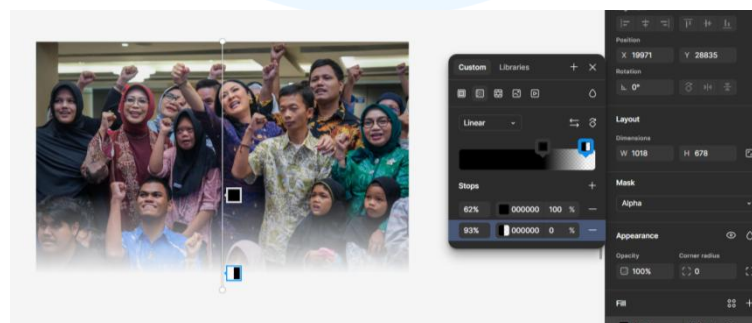 Custom Libraries
Linear
Stops
62% 000000 100 %
93% 000000 0 %
Position
X 19971 Y 28835
Rotation
0°
Layout
Dimensions
W 1018 H 678
Mask
Alpha
Appearance
Opacity Corner radius
100% 0
Fill